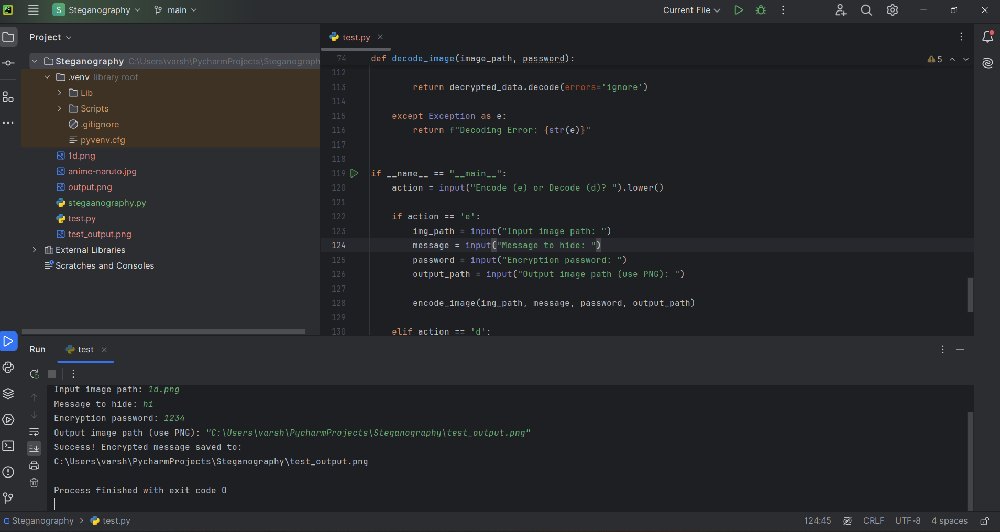 PC
S Steganography main Current File
Project
Steganography C:\Users\varsh\PycharmProjects\Steganograph
.venv library root
Lib
Scripts
.gitignore
pyvenv.cfg
1d.png
anime-naruto.jpg
output.png
stegaanography.py
test.py
test_output.png
External Libraries
Scratches and Consoles
test.py
74 def decode_image(image_path, password): 5
112
113 return decrypted_data.decode(errors='ignore')
114
115 except Exception as e:
116 return f"Decoding Error: {str(e)}"
117
118
119 if __name__ == "__main__":
120 action = input("Encode (e) or Decode (d)? ").lower()
121
122 if action == 'e':
123 img_path = input("Input image path: ")
124 message = input("Message to hide: ")
125 password = input("Encryption password: ")
126 output_path = input("Output image path (use PNG): ")
127
128 encode_image(img_path, message, password, output_path)
129
130 elif action == 'd':
Run test
Input image path: 1d.png
Message to hide: hi
Encryption password: 1234
Output image path (use PNG): "C:\Users\varsh\PycharmProjects\Steganography\test_output.png"
Success! Encrypted message saved to:
C:\Users\varsh\PycharmProjects\Steganography\test_output.png
Process finished with exit code 0
Steganography test.py 124:45 CRLF UTF-8 4 spaces